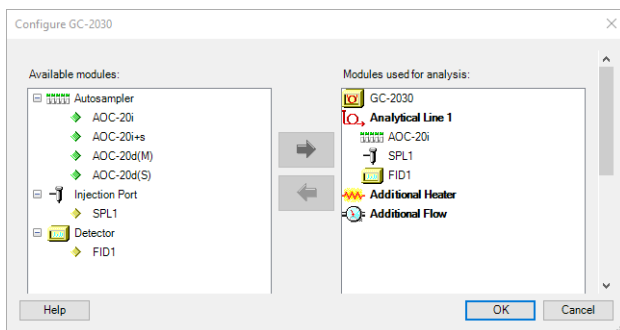 Configure GC-2030
Available modules:
Autosampler
AOC-20i
AOC-20i+s
AOC-20d(M)
AOC-20d(S)
Injection Port
SPL1
Detector
FID1
Modules used for analysis:
GC-2030
Analytical Line 1
AOC-20i
SPL1
FID1
Additional Heater
Additional Flow
Help
OK
Cancel